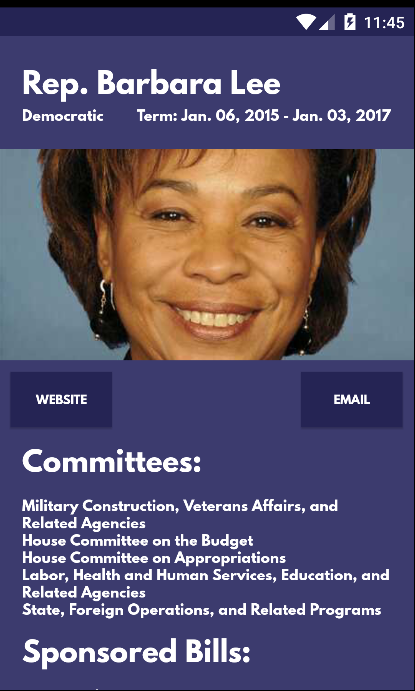 11:45
Rep. Barbara Lee
Democratic Term: Jan. 06, 2015 - Jan. 03, 2017
WEBSITE EMAIL
Committees:
Military Construction, Veterans Affairs, and
Related Agencies
House Committee on the Budget
House Committee on Appropriations
Labor, Health and Human Services, Education, and
Related Agencies
State, Foreign Operations, and Related Programs
Sponsored Bills: